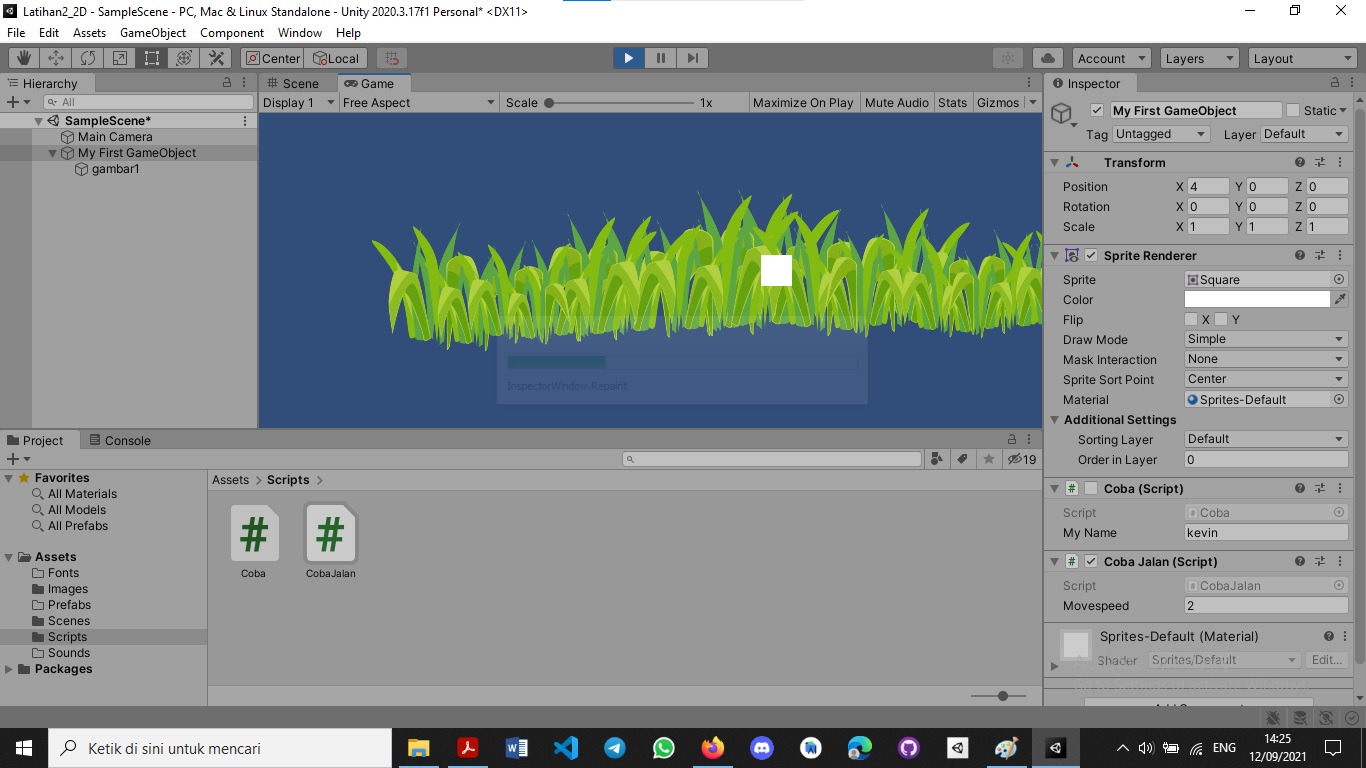 Latihan2_2D - SampleScene - PC, Mac & Linux Standalone - Unity 2020.3.17f1 Personal* <DX11>
File Edit Assets GameObject Component Window Help
Center Local Account Layers Layout
Hierarchy
All
SampleScene*
Main Camera
My First GameObject
gambar1
Scene Game
Display 1 Free Aspect Scale 1x Maximize On Play Mute Audio Stats Gizmos
InspectorWindow.Repaint
Inspector
My First GameObject Static
Tag Untagged Layer Default
Transform
Position X 4 Y 0 Z 0
Rotation X 0 Y 0 Z 0
Scale X 1 Y 1 Z 1
Sprite Renderer
Sprite Square
Color
Flip X Y
Draw Mode Simple
Mask Interaction None
Sprite Sort Point Center
Material Sprites-Default
Additional Settings
Sorting Layer Default
Order in Layer 0
# Coba (Script)
Script Coba
My Name kevin
# Coba Jalan (Script)
Script CobaJalan
Movespeed 2
Sprites-Default (Material)
Shader Sprites/Default Edit...
Project Console
19
Favorites
All Materials
All Models
All Prefabs
Assets
Fonts
Images
Prefabs
Scenes
Scripts
Sounds
Packages
Assets > Scripts >
# #
Coba CobaJalan
Ketik di sini untuk mencari
ENG
14:25
12/09/2021